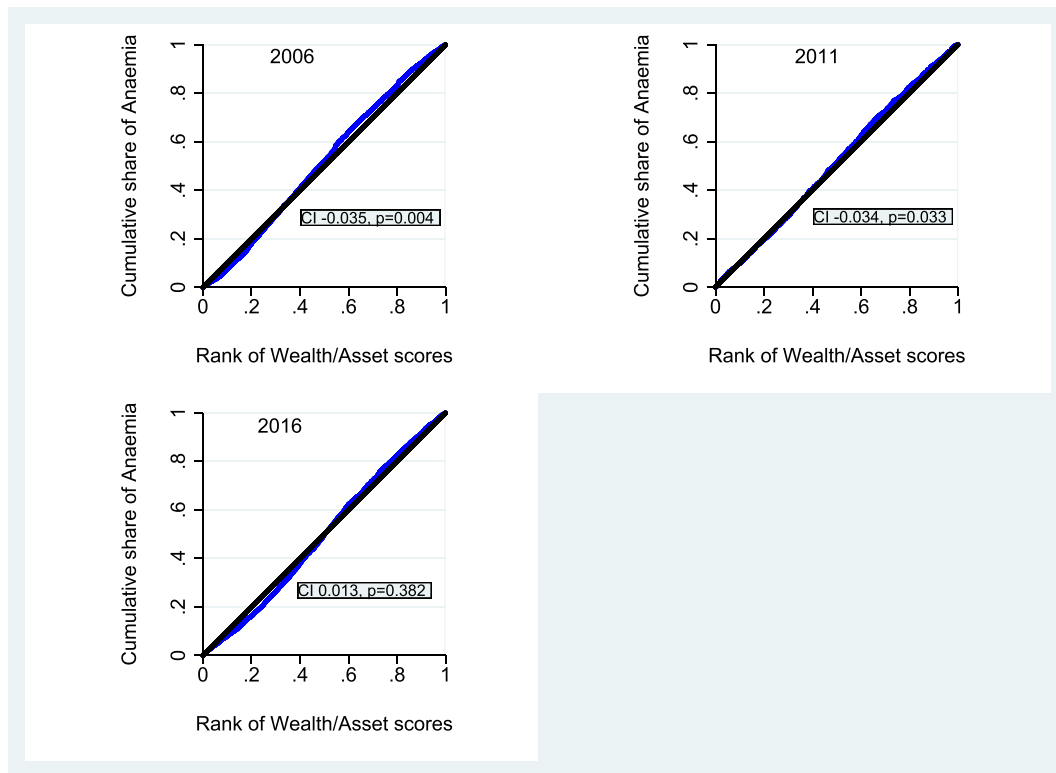 2006
Cumulative share of Anaemia
1
.8
.6
.4
.2
0
CI -0.035, p=0.004
0 .2 .4 .6 .8 1
Rank of Wealth/Asset scores
2011
Cumulative share of Anaemia
1
.8
.6
.4
.2
0
CI -0.034, p=0.033
0 .2 .4 .6 .8 1
Rank of Wealth/Asset scores
2016
Cumulative share of Anaemia
1
.8
.6
.4
.2
0
CI 0.013, p=0.382
0 .2 .4 .6 .8 1
Rank of Wealth/Asset scores